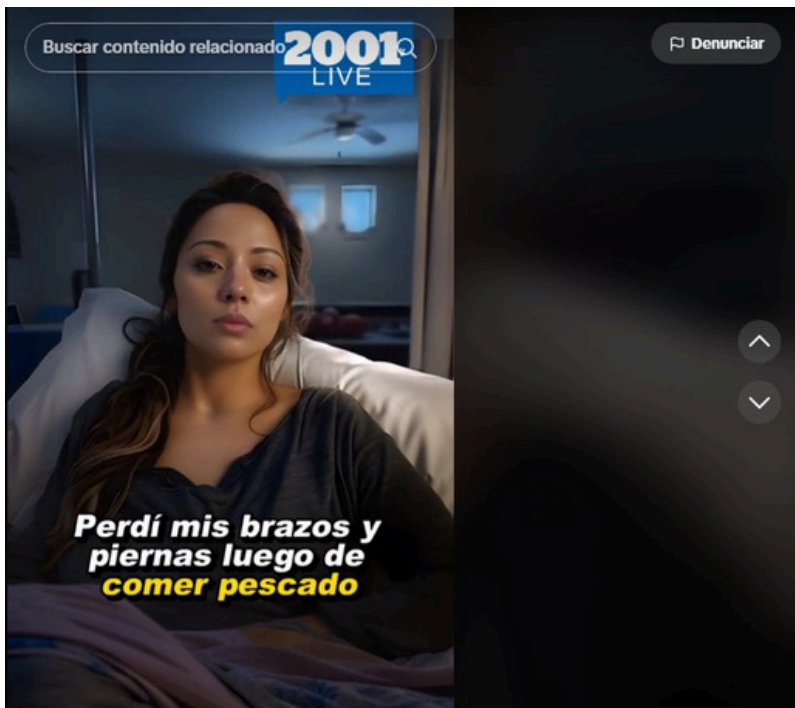 Buscar contenido relacionado
2001
LIVE
Denunciar
Perdí mis brazos y
piernas luego de
comer pescado